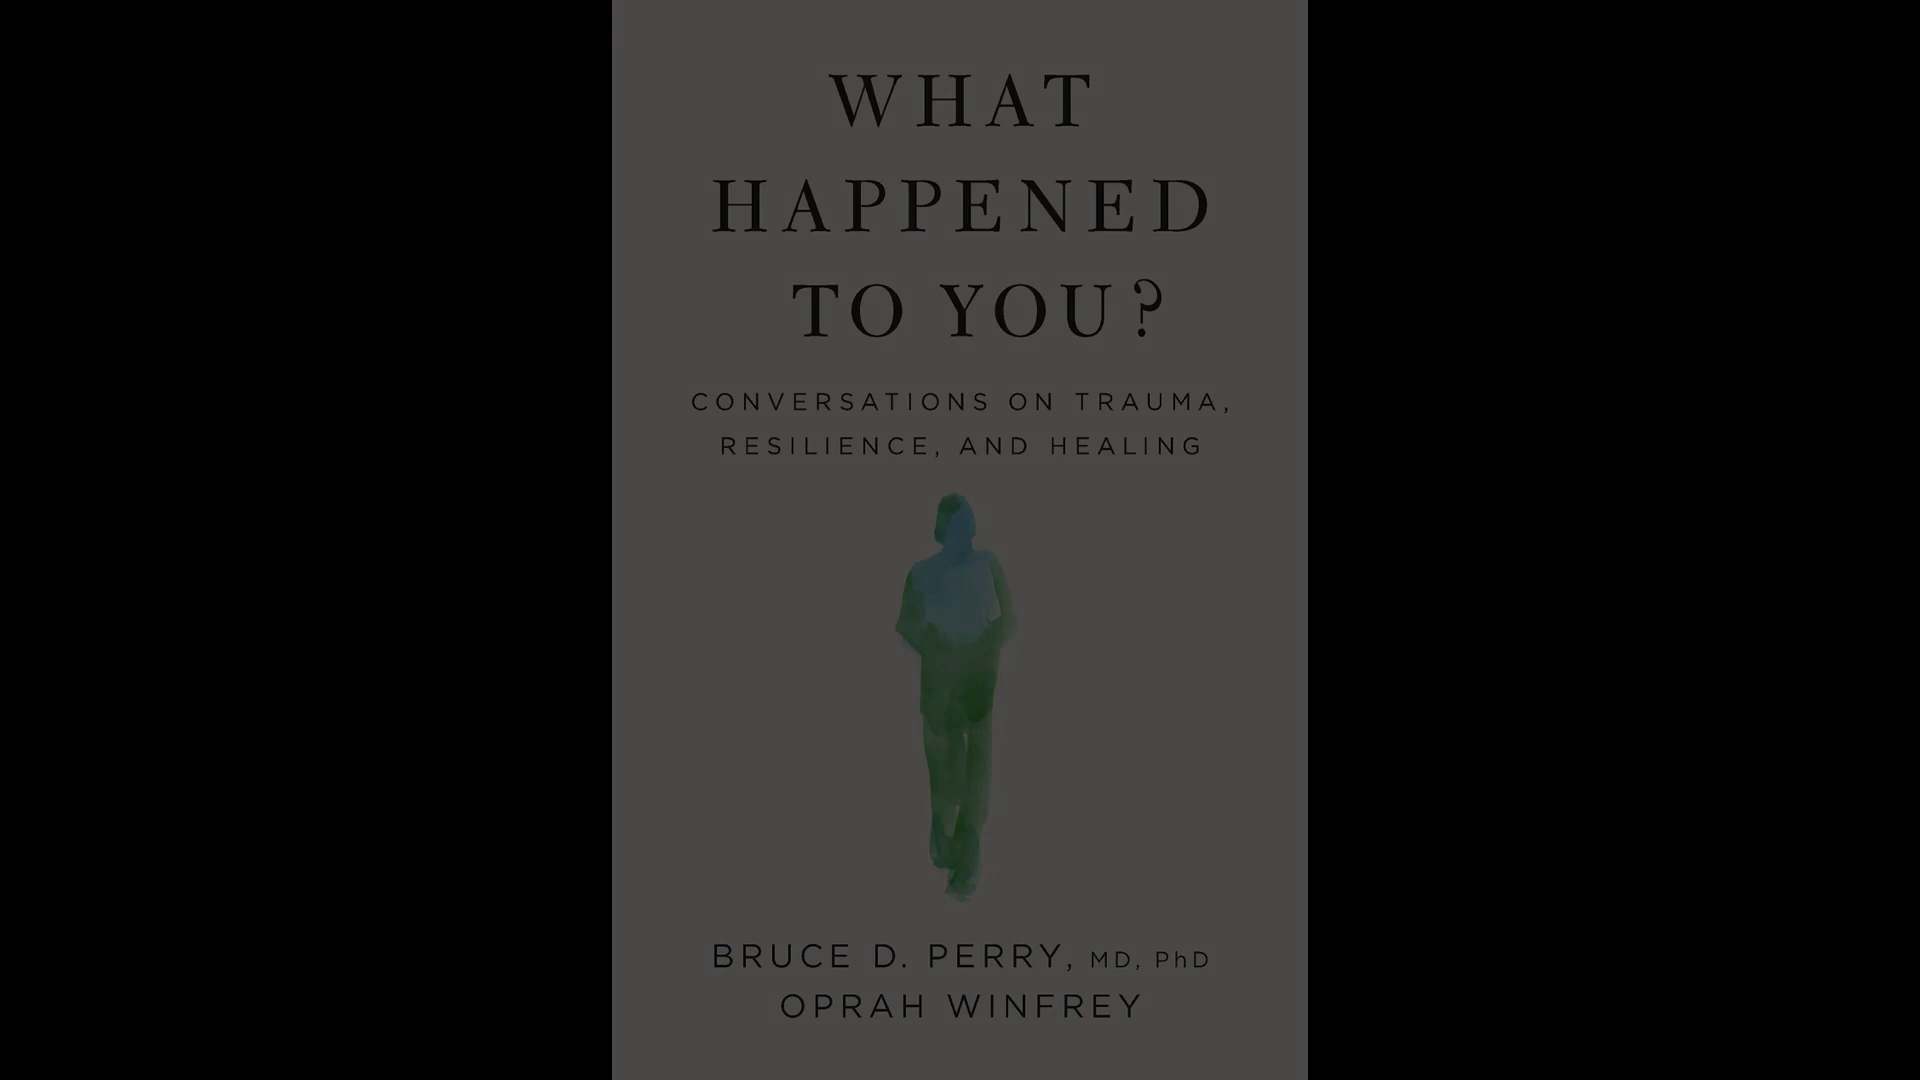 WHAT
HAPPENED
TO YOU?
CONVERSATIONS ON TRAUMA,
RESILIENCE, AND HEALING
BRUCE D. PERRY, MD, PhD
OPRAH WINFREY